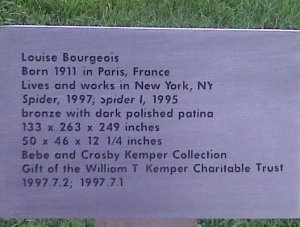 Louise Bourgeois
Born 1911 in Paris, France
Lives and works in New York, NY
Spider, 1997; spider I, 1995
bronze with dark polished patina
133 x 263 x 249 inches
50 x 46 x 12 1/4 inches
Bebe and Crosby Kemper Collection
Gift of the William T Kemper Charitable Trust
1997.7.2; 1997.7.1